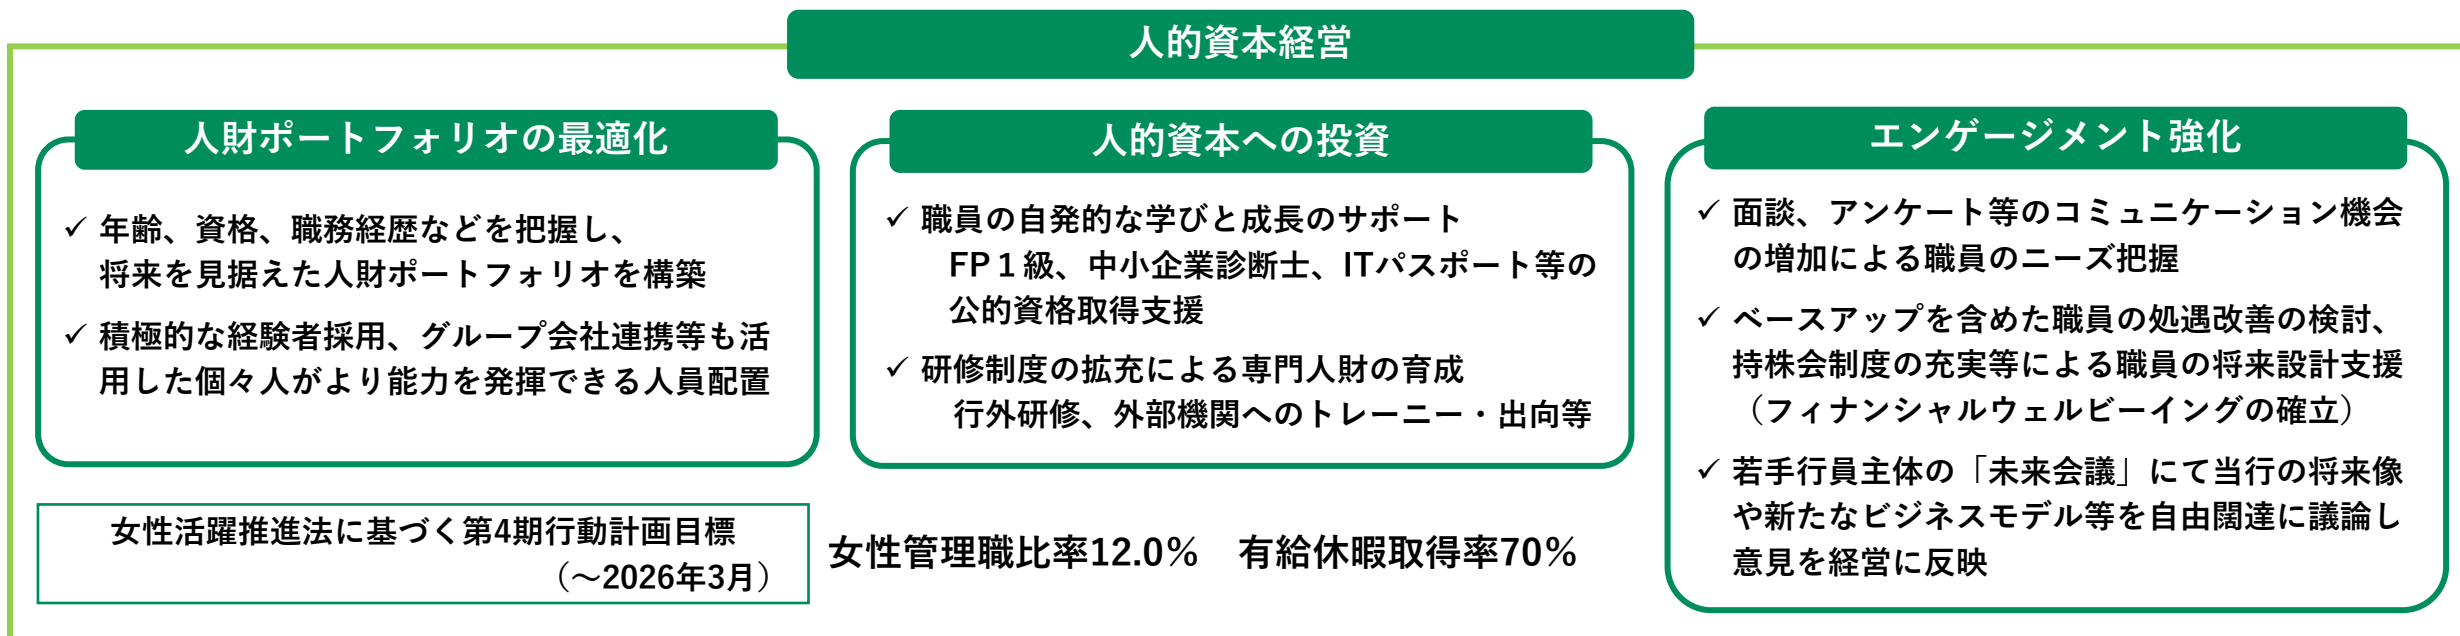 人的資本経営
人財ポートフォリオの最適化
✓ 年齢、資格、職務経歴などを把握し、
将来を見据えた人財ポートフォリオを構築
✓ 積極的な経験者採用、グループ会社連携等も活
用した個々人がより能力を発揮できる人員配置
人的資本への投資
✓ 職員の自発的な学びと成長のサポート
FP１級、中小企業診断士、ITパスポート等の
公的資格取得支援
✓ 研修制度の拡充による専門人財の育成
行外研修、外部機関へのトレーニー・出向等
エンゲージメント強化
✓ 面談、アンケート等のコミュニケーション機会
の増加による職員のニーズ把握
✓ ベースアップを含めた職員の処遇改善の検討、
持株会制度の充実等による職員の将来設計支援
（フィナンシャルウェルビーイングの確立）
✓ 若手行員主体の「未来会議」にて当行の将来像
や新たなビジネスモデル等を自由闊達に議論し
意見を経営に反映
女性活躍推進法に基づく第4期行動計画目標
（～2026年3月）
女性管理職比率12.0%　有給休暇取得率70%